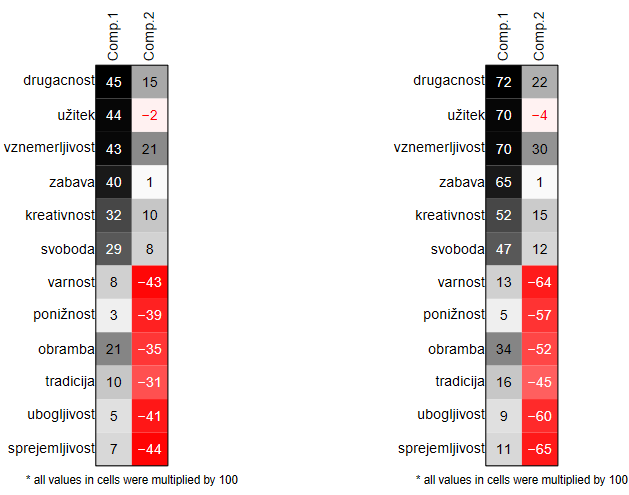 Comp.1 Comp.2
drugacnost 45 15
užitek 44 −2
vznemerljivost 43 21
zabava 40 1
kreativnost 32 10
svoboda 29 8
varnost 8 −43
ponižnost 3 −39
obramba 21 −35
tradicija 10 −31
ubogljivost 5 −41
sprejemljivost 7 −44
* all values in cells were multiplied by 100
Comp.1 Comp.2
drugacnost 72 22
užitek 70 −4
vznemerljivost 70 30
zabava 65 1
kreativnost 52 15
svoboda 47 12
varnost 13 −64
ponižnost 5 −57
obramba 34 −52
tradicija 16 −45
ubogljivost 9 −60
sprejemljivost 11 −65
* all values in cells were multiplied by 100